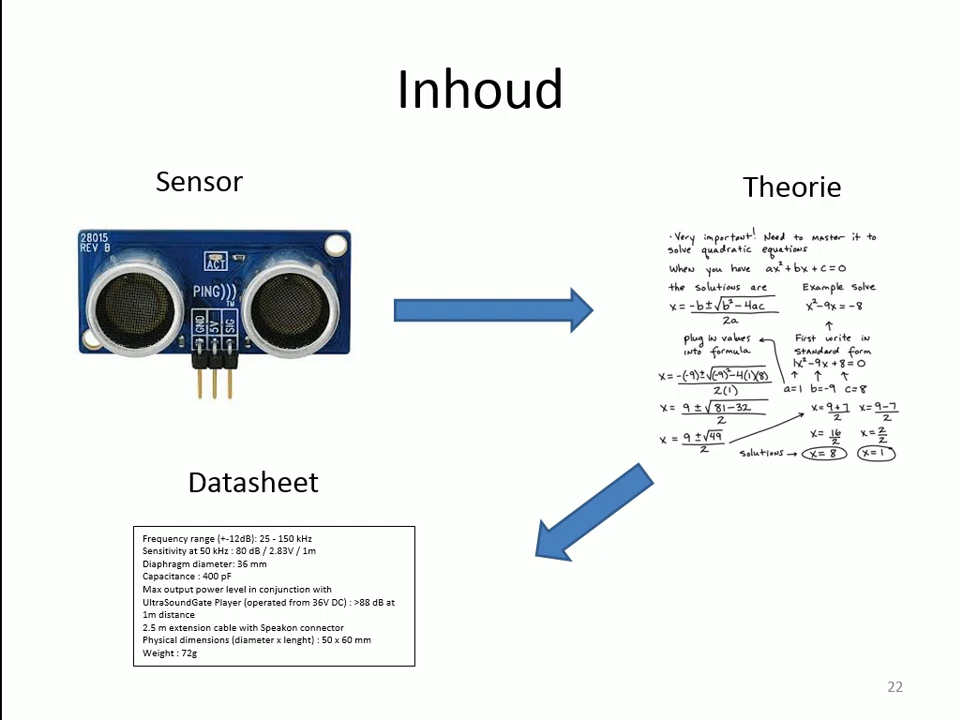 Inhoud
Sensor
Theorie
28015
REV B
ACT
PING)))
TM
GND
5V
SIG
·Very important! Need to master it to
solve quadratic equations
When you have ax²+bx+c=0
the solutions are
x = -b±√b²-4ac
2a
plug in values
into formula
x= -(-9)±√(-9)²-4(1)(8)
2(1)
x= 9 ± √81-32
2
x = 9 ± √49
2
Example Solve
x²-9x=-8
First write in
standard form
1x²-9x+8=0
a=1 b=-9 c=8
x= 9+7 x= 9-7
2 2
x= 16 x= 2
2 2
solutions → x=8 x=1
Datasheet
Frequency range (+-12dB): 25 - 150 kHz
Sensitivity at 50 kHz : 80 dB / 2.83V / 1m
Diaphragm diameter: 36 mm
Capacitance : 400 pF
Max output power level in conjunction with
UltraSoundGate Player (operated from 36V DC) : >88 dB at
1m distance
2.5 m extension cable with Speakon connector
Physical dimensions (diameter x lenght) : 50 x 60 mm
Weight : 72g
22